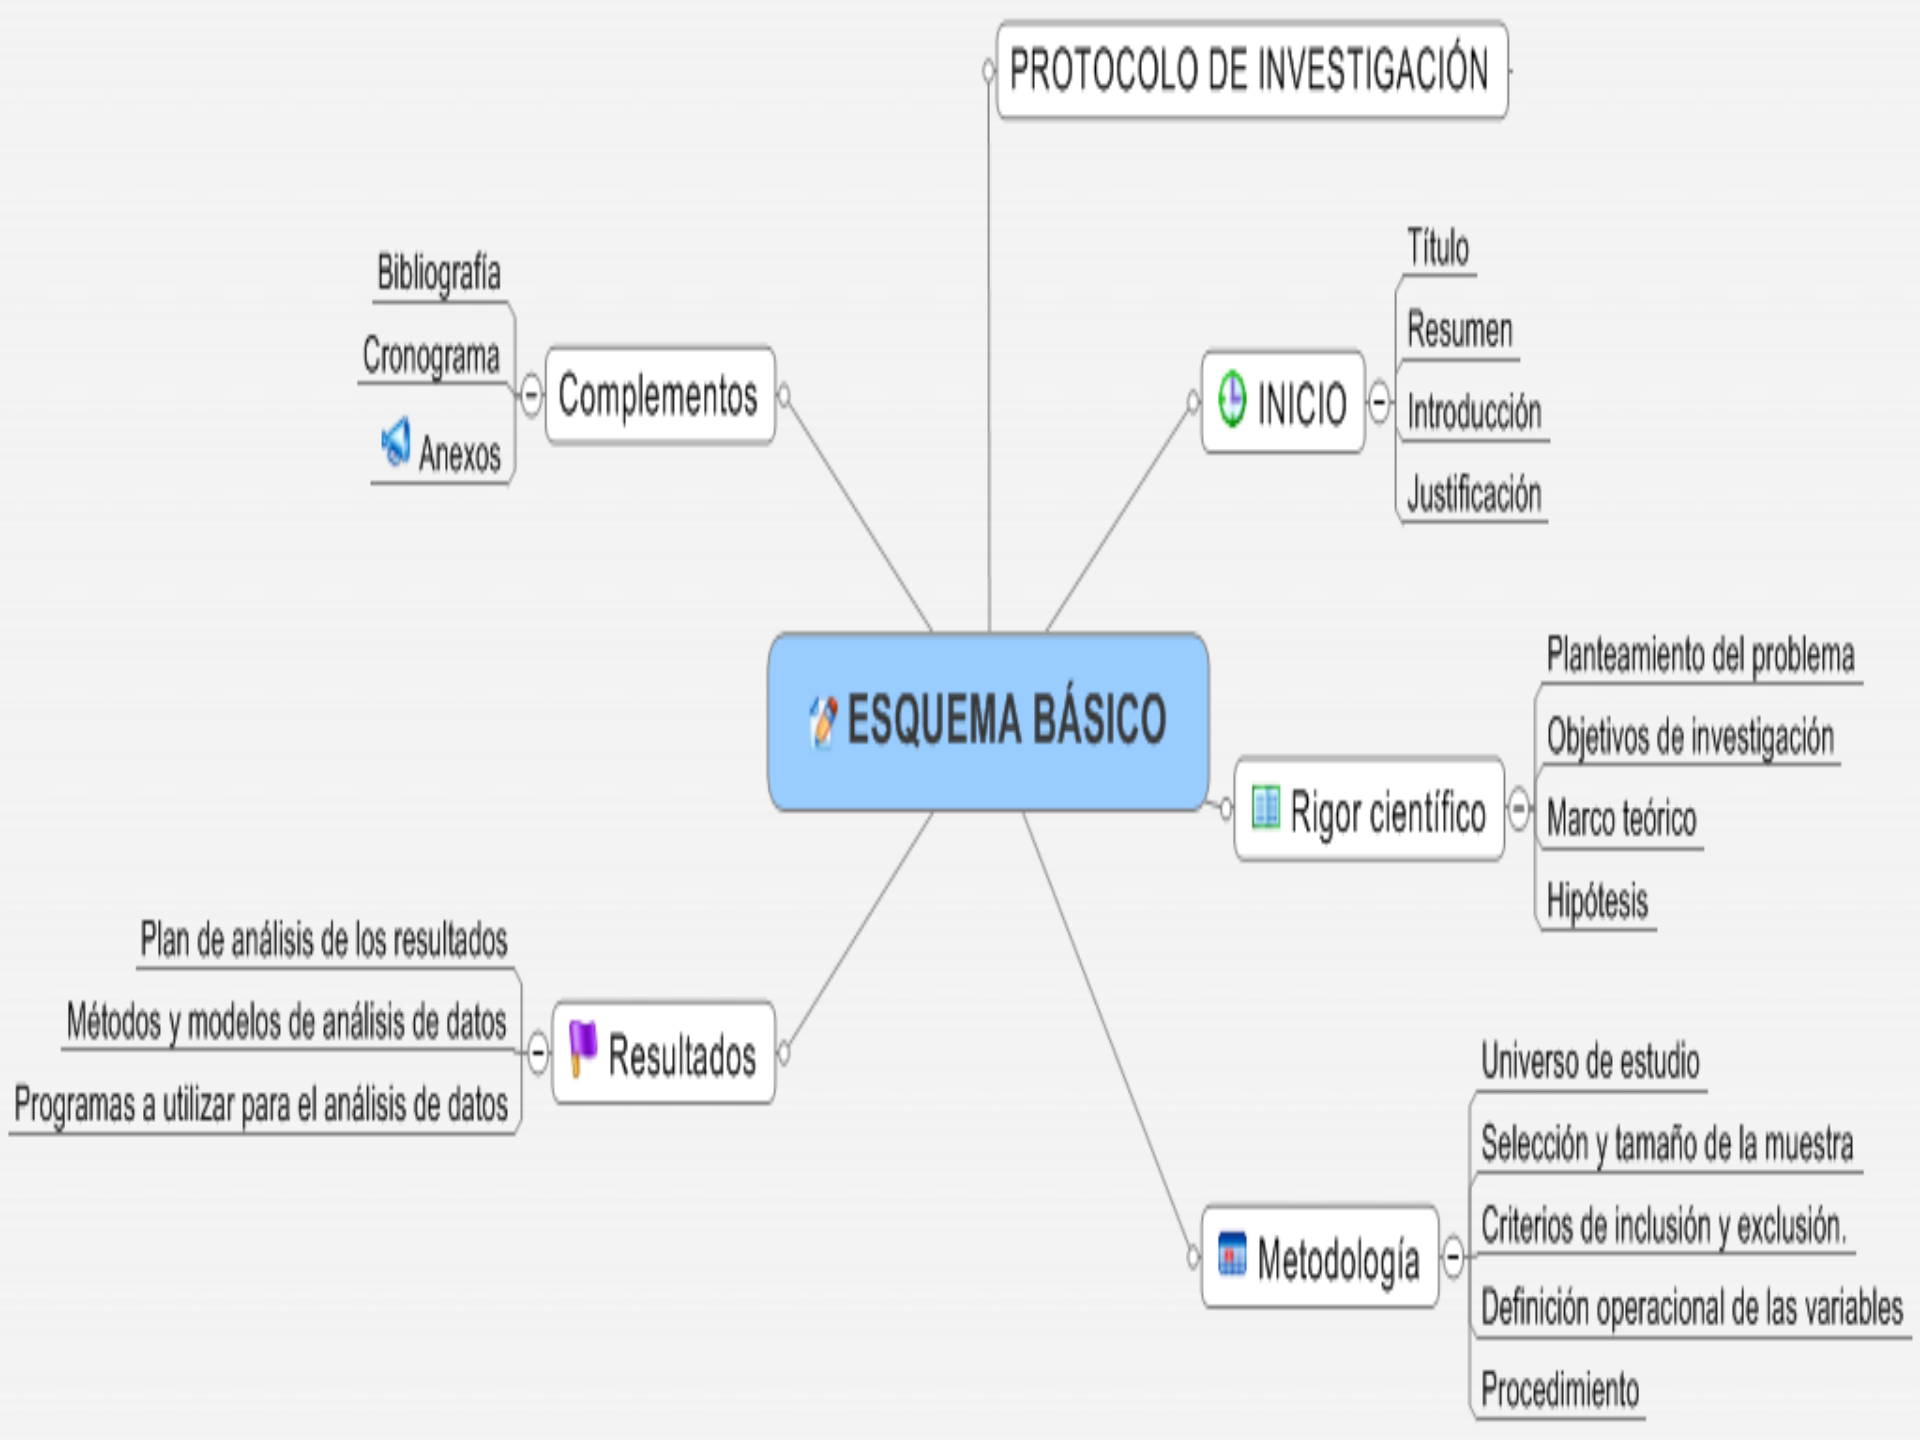 PROTOCOLO DE INVESTIGACIÓN
ESQUEMA BÁSICO
INICIO
Título
Resumen
Introducción
Justificación
Rigor científico
Planteamiento del problema
Objetivos de investigación
Marco teórico
Hipótesis
Metodología
Universo de estudio
Selección y tamaño de la muestra
Criterios de inclusión y exclusión.
Definición operacional de las variables
Procedimiento
Resultados
Plan de análisis de los resultados
Métodos y modelos de análisis de datos
Programas a utilizar para el análisis de datos
Complementos
Bibliografía
Cronograma
Anexos